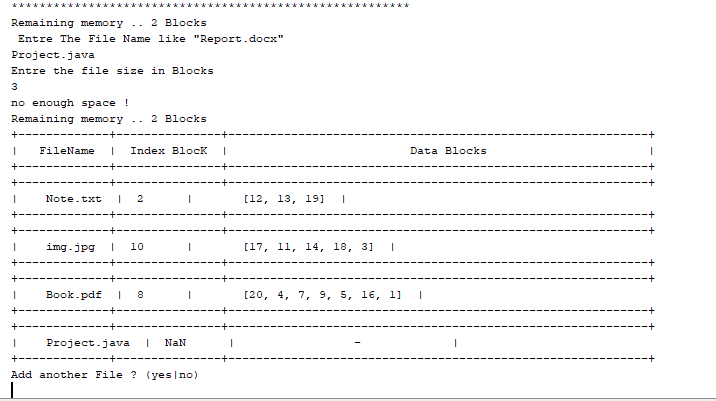 *********************************************************
Remaining memory .. 2 Blocks
 Entre The File Name like "Report.docx"
Project.java
Entre the file size in Blocks
3
no enough space !
Remaining memory .. 2 Blocks
+-------------+---------------+------------------------------------------------------------+
|   FileName  |  Index BlocK  |                          Data Blocks                       |
+-------------+---------------+------------------------------------------------------------+
+-------------+---------------+------------------------------------------------------------+
|    Note.txt  |  2      |       [12, 13, 19]  |
+-------------+---------------+------------------------------------------------------------+
+-------------+---------------+------------------------------------------------------------+
|    img.jpg  |  10      |       [17, 11, 14, 18, 3]  |
+-------------+---------------+------------------------------------------------------------+
+-------------+---------------+------------------------------------------------------------+
|    Book.pdf  |  8      |       [20, 4, 7, 9, 5, 16, 1]  |
+-------------+---------------+------------------------------------------------------------+
+-------------+---------------+------------------------------------------------------------+
|    Project.java  |  NaN      |                 -             |
+-------------+---------------+------------------------------------------------------------+
Add another File ? (yes|no)